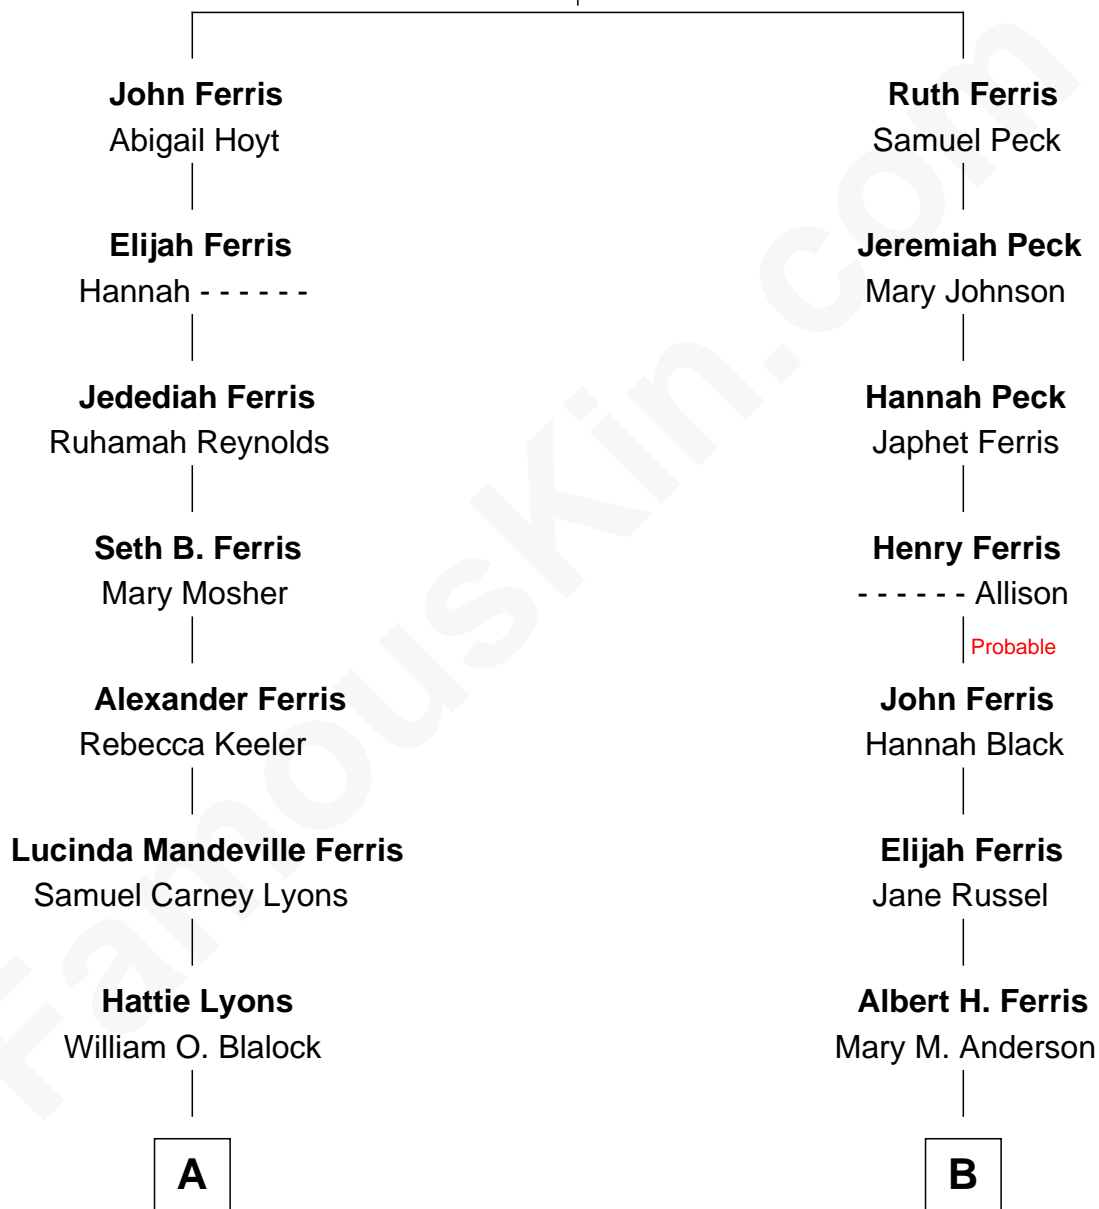 John Ferris
Abigail Hoyt
Elijah Ferris
Hannah - - - - - -
Jedediah Ferris
Ruhamah Reynolds
Seth B. Ferris
Mary Mosher
Alexander Ferris
Rebecca Keeler
Lucinda Mandeville Ferris
Samuel Carney Lyons
Hattie Lyons
William O. Blalock
A
Ruth Ferris
Samuel Peck
Jeremiah Peck
Mary Johnson
Hannah Peck
Japhet Ferris
Henry Ferris
- - - - - - Allison
Probable
John Ferris
Hannah Black
Elijah Ferris
Jane Russel
Albert H. Ferris
Mary M. Anderson
B
FamousKin.com